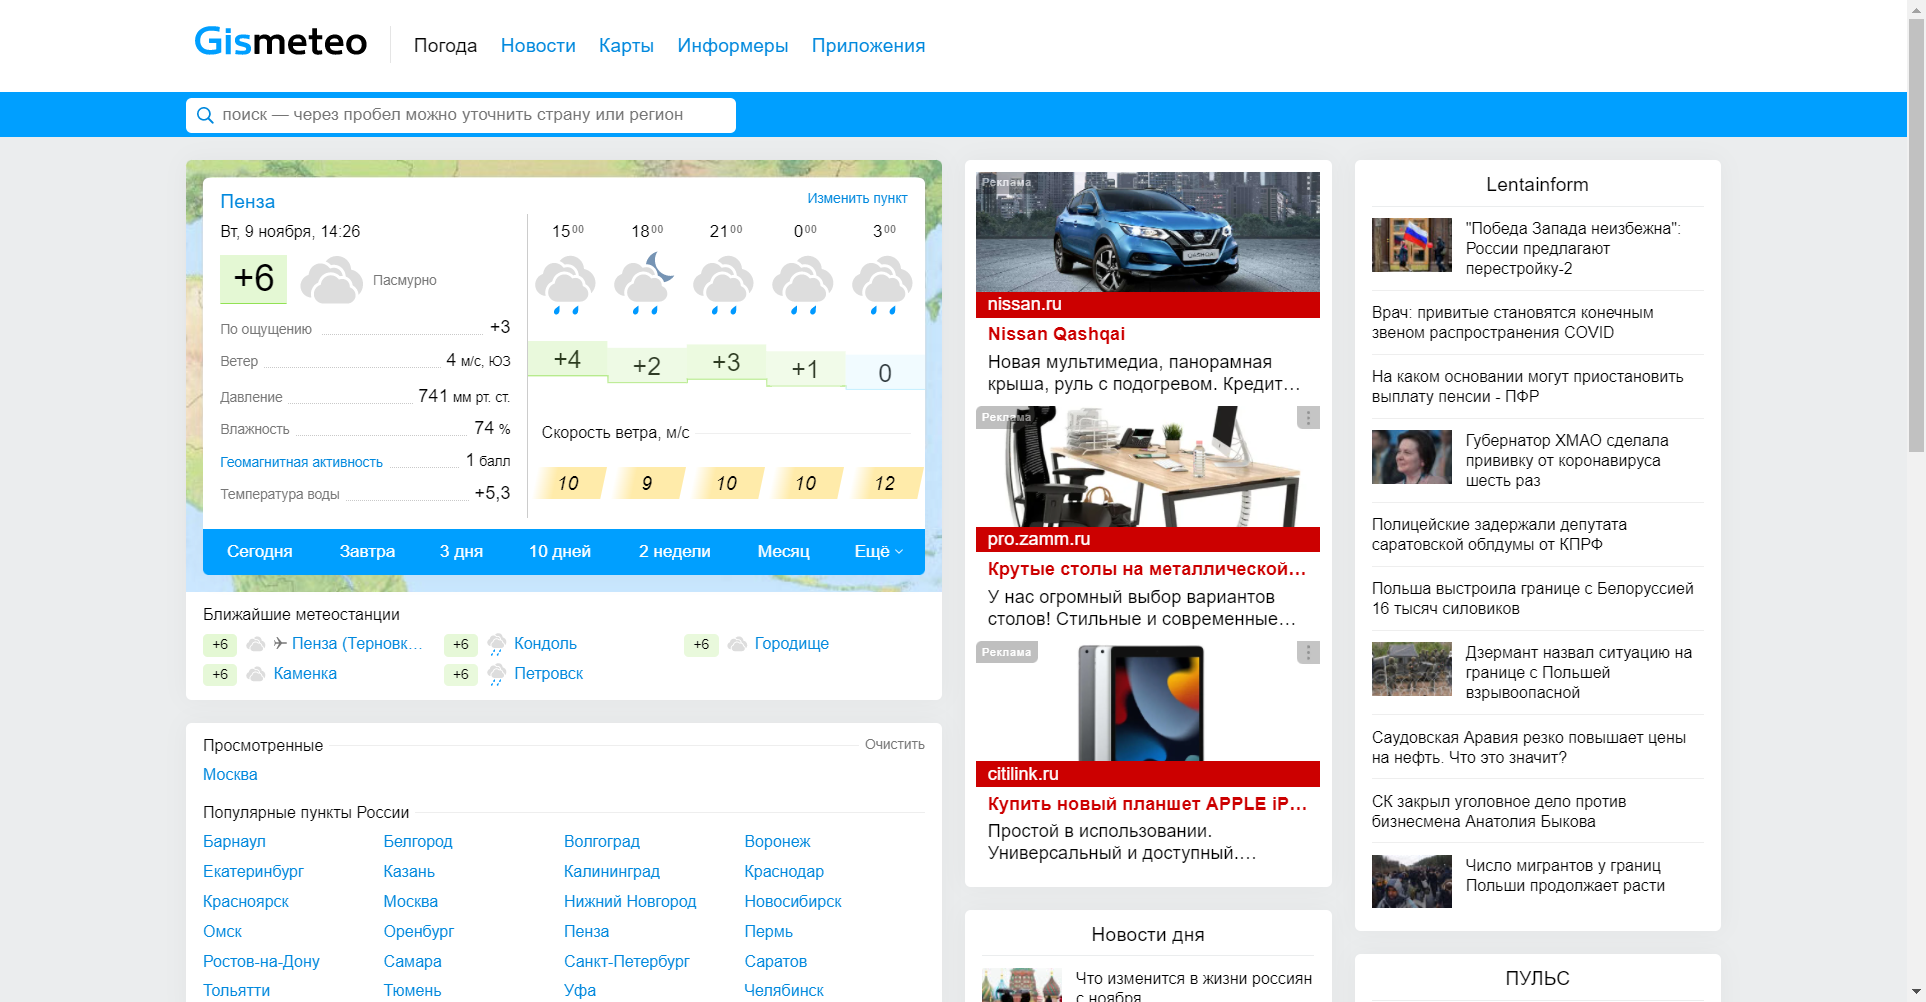 Gismeteo
Погода Новости Карты Информеры Приложения
поиск — через пробел можно уточнить страну или регион
Пенза
Изменить пункт
Вт, 9 ноября, 14:26
+6 Пасмурно
По ощущению +3
Ветер 4 м/с, ЮЗ
Давление 741 мм рт. ст.
Влажность 74 %
Геомагнитная активность 1 балл
Температура воды +5,3
15 00 18 00 21 00 0 00 3 00
+4 +2 +3 +1 0
Скорость ветра, м/с
10 9 10 10 12
Сегодня Завтра 3 дня 10 дней 2 недели Месяц Ещё
Ближайшие метеостанции
+6 Пенза (Терновк... +6 Кондоль +6 Городище
+6 Каменка +6 Петровск
Просмотренные Очистить
Москва
Популярные пункты России
Барнаул Белгород Волгоград Воронеж
Екатеринбург Казань Калининград Краснодар
Красноярск Москва Нижний Новгород Новосибирск
Омск Оренбург Пенза Пермь
Ростов-на-Дону Самара Санкт-Петербург Саратов
Тольятти Тюмень Уфа Челябинск
Реклама
QASHQAI
nissan.ru
Nissan Qashqai
Новая мультимедиа, панорамная
крыша, руль с подогревом. Кредит...
Реклама
pro.zamm.ru
Крутые столы на металлической...
У нас огромный выбор вариантов
столов! Стильные и современные...
Реклама
citilink.ru
Купить новый планшет APPLE iP...
Простой в использовании.
Универсальный и доступный....
Новости дня
Что изменится в жизни россиян
с ноября
Lentainform
"Победа Запада неизбежна":
России предлагают
перестройку-2
Врач: привитые становятся конечным
звеном распространения COVID
На каком основании могут приостановить
выплату пенсии - ПФР
Губернатор ХМАО сделала
прививку от коронавируса
шесть раз
Полицейские задержали депутата
саратовской облдумы от КПРФ
Польша выстроила границе с Белоруссией
16 тысяч силовиков
Дзермант назвал ситуацию на
границе с Польшей
взрывоопасной
Саудовская Аравия резко повышает цены
на нефть. Что это значит?
СК закрыл уголовное дело против
бизнесмена Анатолия Быкова
Число мигрантов у границ
Польши продолжает расти
ПУЛЬС